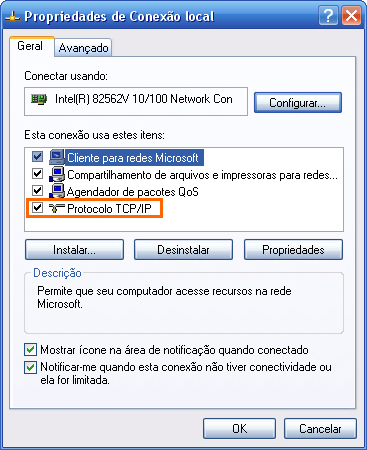 Propriedades de Conexão local
Geral
Avançado
Conectar usando:
Intel(R) 82562V 10/100 Network Con
Configurar...
Esta conexão usa estes itens:
Cliente para redes Microsoft
Compartilhamento de arquivos e impressoras para redes...
Agendador de pacotes QoS
Protocolo TCP/IP
Instalar...
Desinstalar
Propriedades
Descrição
Permite que seu computador acesse recursos na rede
Microsoft.
Mostrar ícone na área de notificação quando conectado
Notificar-me quando esta conexão não tiver conectividade ou
ela for limitada.
OK
Cancelar